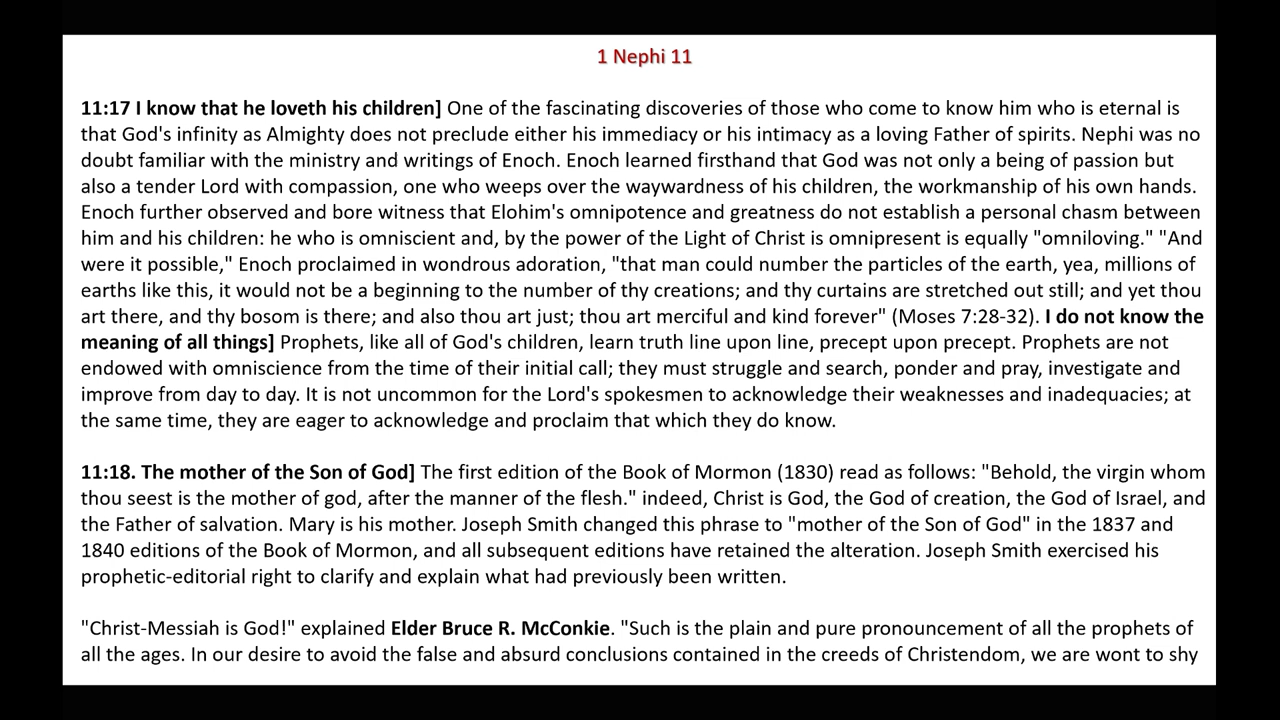 1 Nephi 11
11:17 I know that he loveth his children] One of the fascinating discoveries of those who come to know him who is eternal is
that God's infinity as Almighty does not preclude either his immediacy or his intimacy as a loving Father of spirits. Nephi was no
doubt familiar with the ministry and writings of Enoch. Enoch learned firsthand that God was not only a being of passion but
also a tender Lord with compassion, one who weeps over the waywardness of his children, the workmanship of his own hands.
Enoch further observed and bore witness that Elohim's omnipotence and greatness do not establish a personal chasm between
him and his children: he who is omniscient and, by the power of the Light of Christ is omnipresent is equally "omniloving." "And
were it possible," Enoch proclaimed in wondrous adoration, "that man could number the particles of the earth, yea, millions of
earths like this, it would not be a beginning to the number of thy creations; and thy curtains are stretched out still; and yet thou
art there, and thy bosom is there; and also thou art just; thou art merciful and kind forever" (Moses 7:28-32). I do not know the
meaning of all things] Prophets, like all of God's children, learn truth line upon line, precept upon precept. Prophets are not
endowed with omniscience from the time of their initial call; they must struggle and search, ponder and pray, investigate and
improve from day to day. It is not uncommon for the Lord's spokesmen to acknowledge their weaknesses and inadequacies; at
the same time, they are eager to acknowledge and proclaim that which they do know.
11:18. The mother of the Son of God] The first edition of the Book of Mormon (1830) read as follows: "Behold, the virgin whom
thou seest is the mother of god, after the manner of the flesh." indeed, Christ is God, the God of creation, the God of Israel, and
the Father of salvation. Mary is his mother. Joseph Smith changed this phrase to "mother of the Son of God" in the 1837 and
1840 editions of the Book of Mormon, and all subsequent editions have retained the alteration. Joseph Smith exercised his
prophetic-editorial right to clarify and explain what had previously been written.
"Christ-Messiah is God!" explained Elder Bruce R. McConkie. "Such is the plain and pure pronouncement of all the prophets of
all the ages. In our desire to avoid the false and absurd conclusions contained in the creeds of Christendom, we are wont to shy